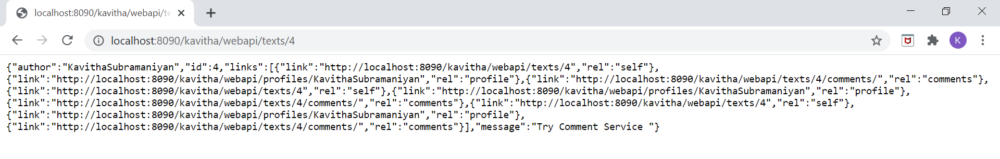 localhost:8090/kavitha/webapi/te
localhost:8090/kavitha/webapi/texts/4
K
{"author":"KavithaSubramaniyan","id":4,"links":[{"link":"http://localhost:8090/kavitha/webapi/texts/4","rel":"self"},
{"link":"http://localhost:8090/kavitha/webapi/profiles/KavithaSubramaniyan","rel":"profile"},{"link":"http://localhost:8090/kavitha/webapi/texts/4/comments/","rel":"comments"},
{"link":"http://localhost:8090/kavitha/webapi/texts/4","rel":"self"},{"link":"http://localhost:8090/kavitha/webapi/profiles/KavithaSubramaniyan","rel":"profile"},
{"link":"http://localhost:8090/kavitha/webapi/texts/4/comments/","rel":"comments"},{"link":"http://localhost:8090/kavitha/webapi/texts/4","rel":"self"},
{"link":"http://localhost:8090/kavitha/webapi/profiles/KavithaSubramaniyan","rel":"profile"},
{"link":"http://localhost:8090/kavitha/webapi/texts/4/comments/","rel":"comments"}],"message":"Try Comment Service "}